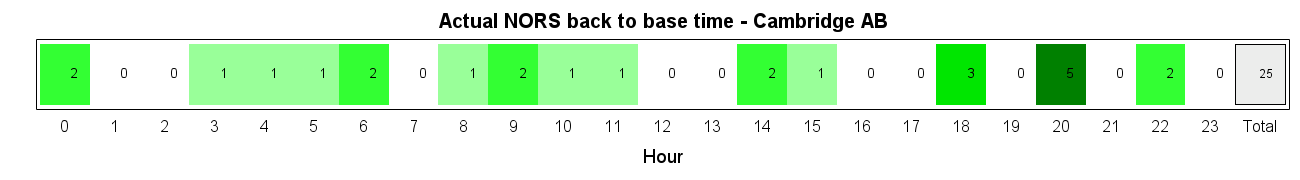 Actual NORS back to base time - Cambridge AB
2 0 0 1 1 1 2 0 1 2 1 1 0 0 2 1 0 0 3 0 5 0 2 0 25
0 1 2 3 4 5 6 7 8 9 10 11 12 13 14 15 16 17 18 19 20 21 22 23 Total
Hour